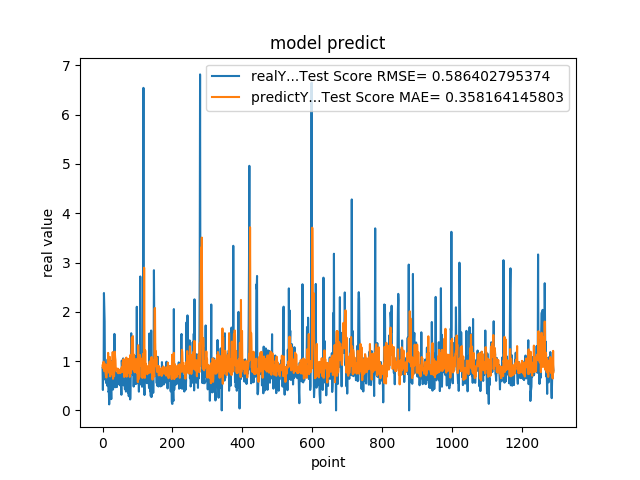 model predict
realY...Test Score RMSE= 0.586402795374
predictY...Test Score MAE= 0.358164145803
7
6
5
4
3
2
1
0
real value
0 200 400 600 800 1000 1200
point